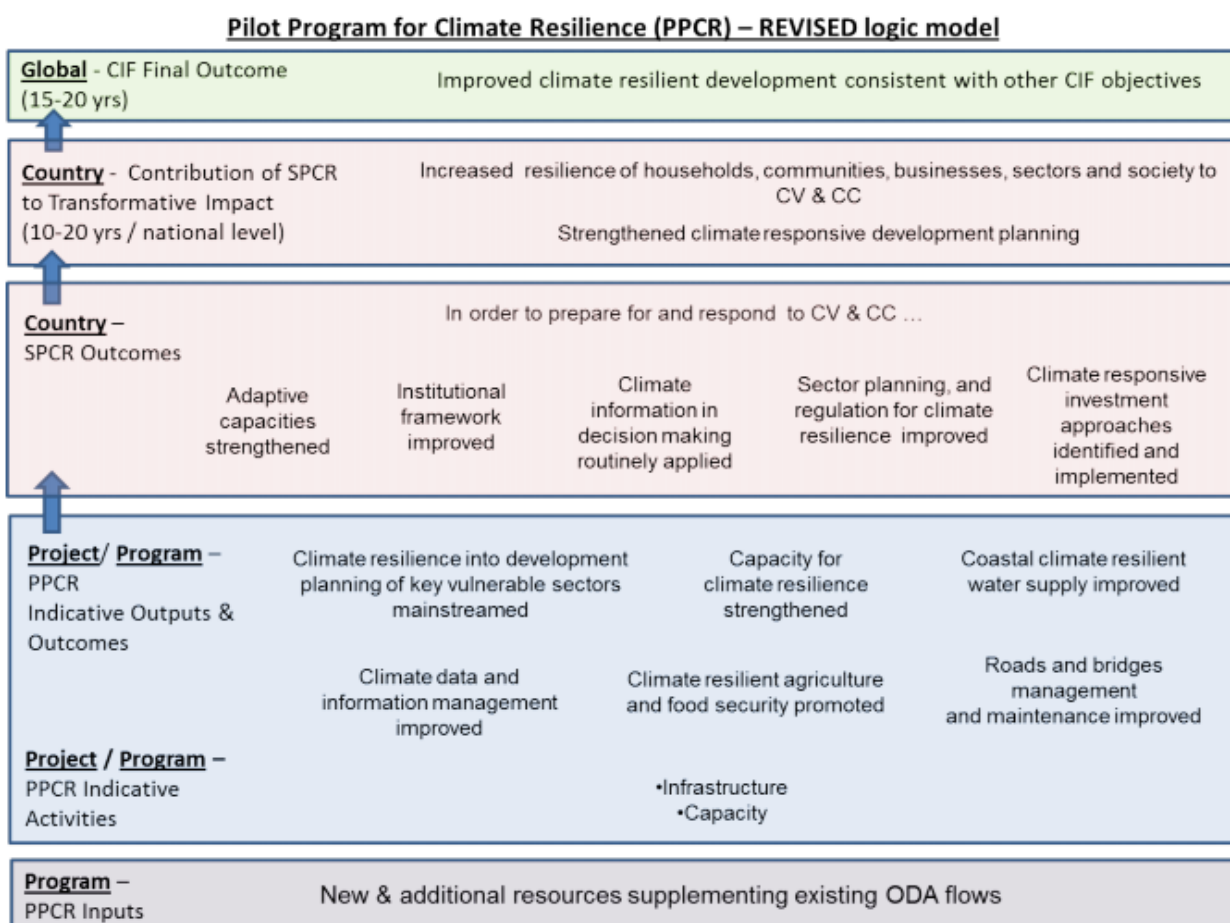 Pilot Program for Climate Resilience (PPCR) – REVISED logic model
Global - CIF Final Outcome
(15-20 yrs)
Improved climate resilient development consistent with other CIF objectives
Country - Contribution of SPCR
to Transformative Impact
(10-20 yrs / national level)
Increased resilience of households, communities, businesses, sectors and society to
CV & CC
Strengthened climate responsive development planning
Country –
SPCR Outcomes
In order to prepare for and respond to CV & CC ...
Adaptive
capacities
strengthened
Institutional
framework
improved
Climate
information in
decision making
routinely applied
Sector planning, and
regulation for climate
resilience improved
Climate responsive
investment
approaches
identified and
implemented
Project/ Program –
PPCR
Indicative Outputs &
Outcomes
Climate resilience into development
planning of key vulnerable sectors
mainstreamed
Capacity for
climate resilience
strengthened
Coastal climate resilient
water supply improved
Climate data and
information management
improved
Climate resilient agriculture
and food security promoted
Roads and bridges
management
and maintenance improved
Project / Program –
PPCR Indicative
Activities
•Infrastructure
•Capacity
Program –
PPCR Inputs
New & additional resources supplementing existing ODA flows